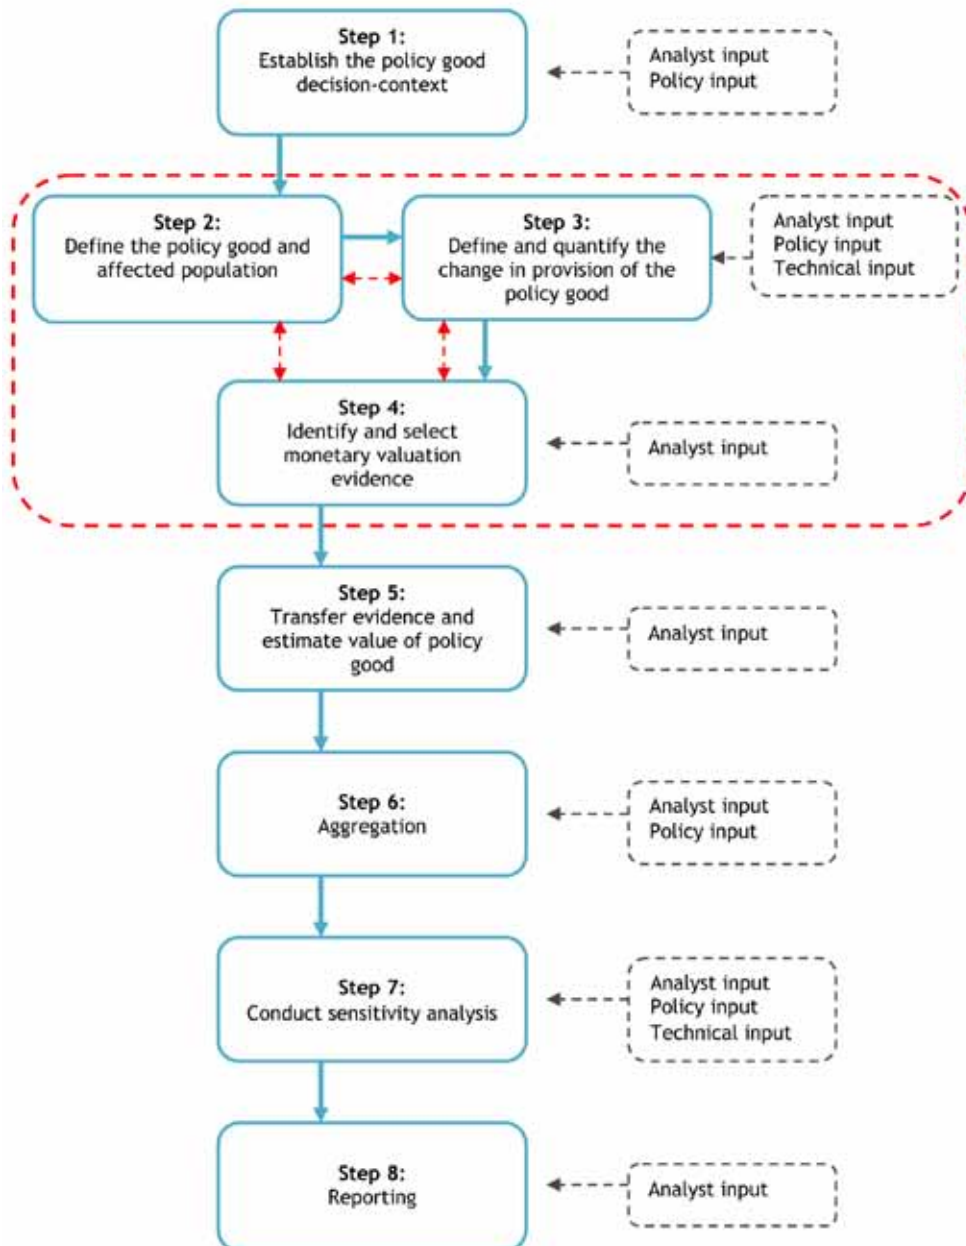 Step 1:
Establish the policy good
decision-context
Analyst input
Policy input
Step 2:
Define the policy good and
affected population
Step 3:
Define and quantify the
change in provision of the
policy good
Analyst input
Policy input
Technical input
Step 4:
Identify and select
monetary valuation
evidence
Analyst input
Step 5:
Transfer evidence and
estimate value of policy
good
Analyst input
Step 6:
Aggregation
Analyst input
Policy input
Step 7:
Conduct sensitivity analysis
Analyst input
Policy input
Technical input
Step 8:
Reporting
Analyst input